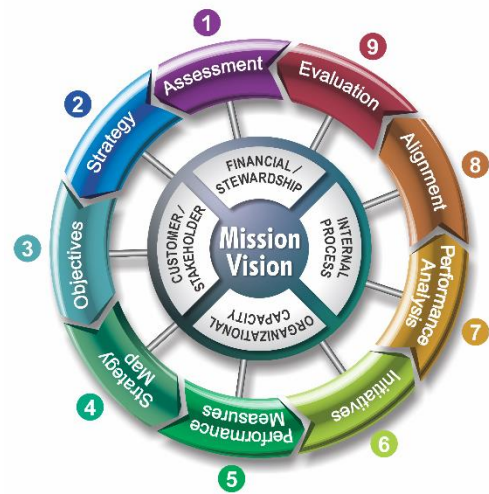 1
Assessment
2
Strategy
3
Objectives
4
Strategy
Map
5
Performance
Measures
6
Initiatives
7
Performance
Analysis
8
Alignment
9
Evaluation
FINANCIAL /
STEWARDSHIP
CUSTOMER/
STAKEHOLDER
INTERNAL
PROCESS
ORGANIZATIONAL
CAPACITY
Mission
Vision